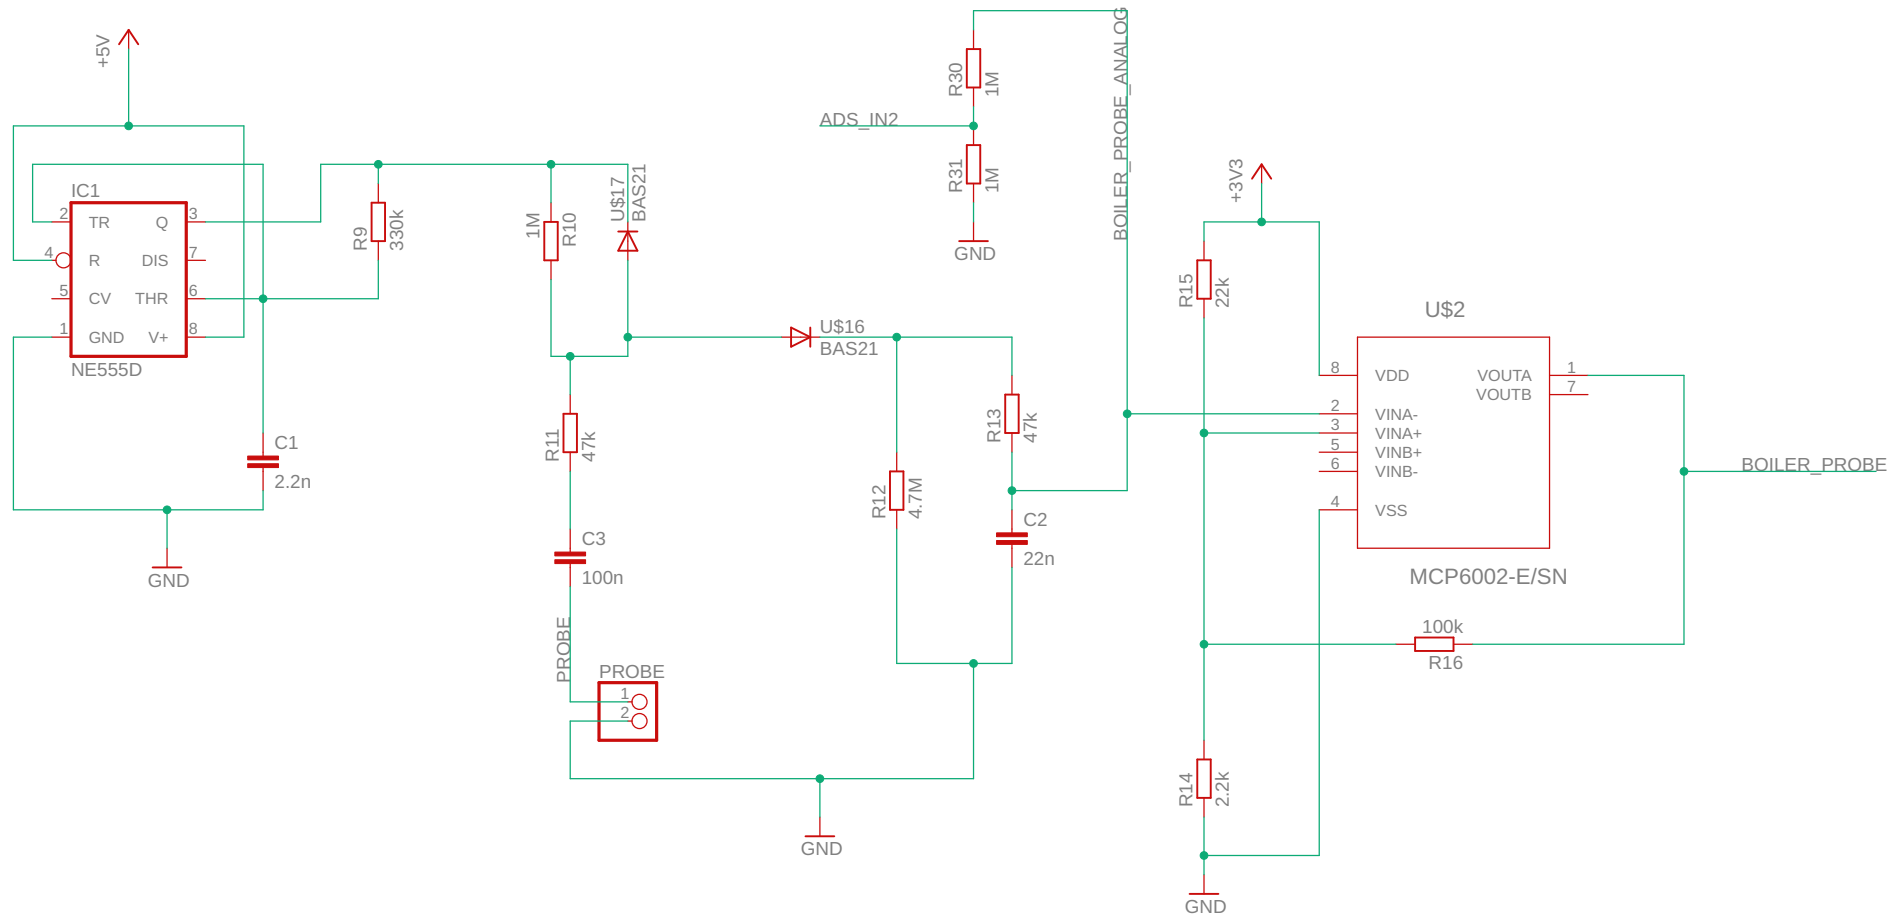 +5V
IC1
2 TR Q 3
4 R DIS 7
5 CV THR 6
1 GND V+ 8
NE555D
C1
2.2n
GND
R9
330k
1M
R10
U$17
BAS21
R11
47k
C3
100n
PROBE
PROBE
1
2
GND
U$16
BAS21
R12
4.7M
R13
47k
C2
22n
ADS_IN2
R30
1M
R31
1M
GND
BOILER_PROBE_ANALOG
+3V3
R15
22k
U$2
8 VDD VOUTA 1
VOUTB 7
2 VINA-
3 VINA+
5 VINB+
6 VINB-
4 VSS
MCP6002-E/SN
BOILER_PROBE
100k
R16
R14
2.2k
GND